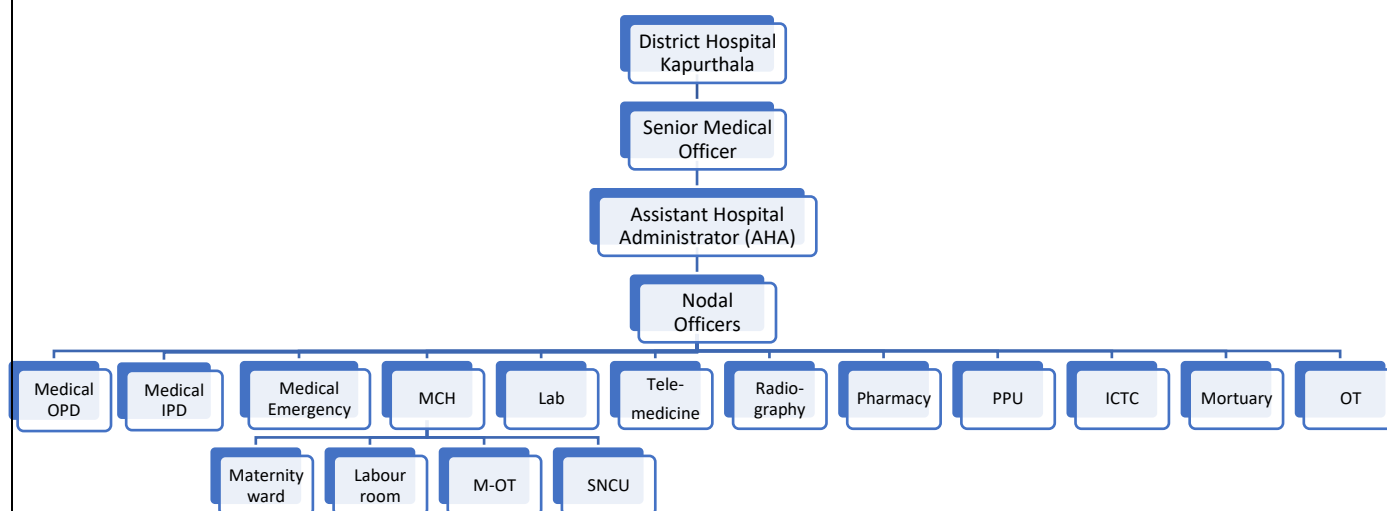 District Hospital
Kapurthala
Senior Medical
Officer
Assistant Hospital
Administrator (AHA)
Nodal
Officers
Medical
OPD
Medical
IPD
Medical
Emergency
MCH
Lab
Tele-
medicine
Radio-
graphy
Pharmacy
PPU
ICTC
Mortuary
OT
Maternity
ward
Labour
room
M-OT
SNCU